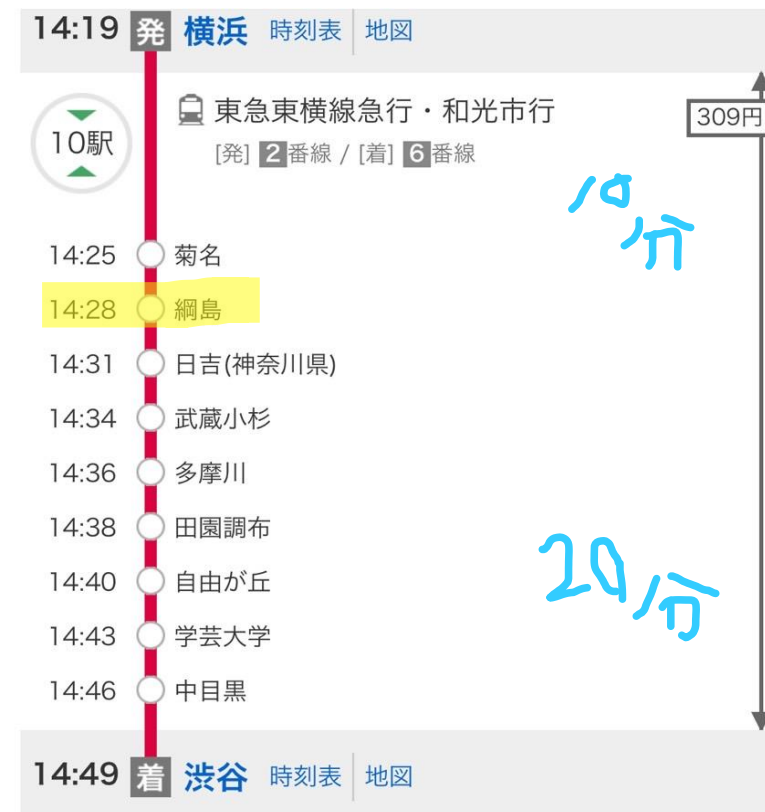 14:19 発 横浜 時刻表 地図
10駅
東急東横線急行・和光市行
309円
[発] 2番線 / [着] 6番線
10分
14:25 菊名
14:28 綱島
14:31 日吉(神奈川県)
14:34 武蔵小杉
14:36 多摩川
14:38 田園調布
14:40 自由が丘
20分
14:43 学芸大学
14:46 中目黒
14:49 着 渋谷 時刻表 地図